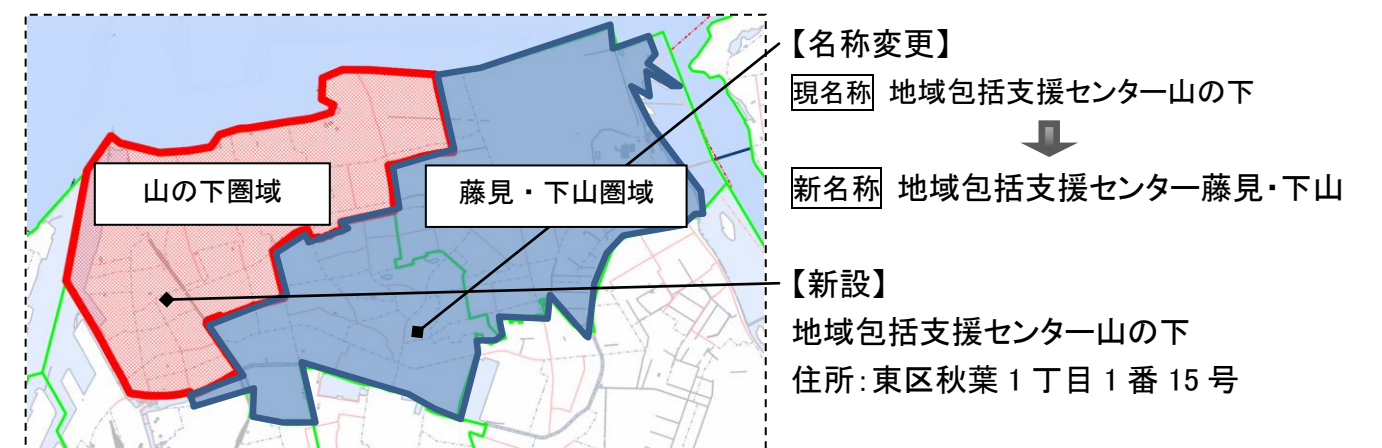 山の下圏域
藤見・下山圏域
【名称変更】
現名称 地域包括支援センター山の下
新名称 地域包括支援センター藤見・下山
【新設】
地域包括支援センター山の下
住所:東区秋葉1丁目1番15号